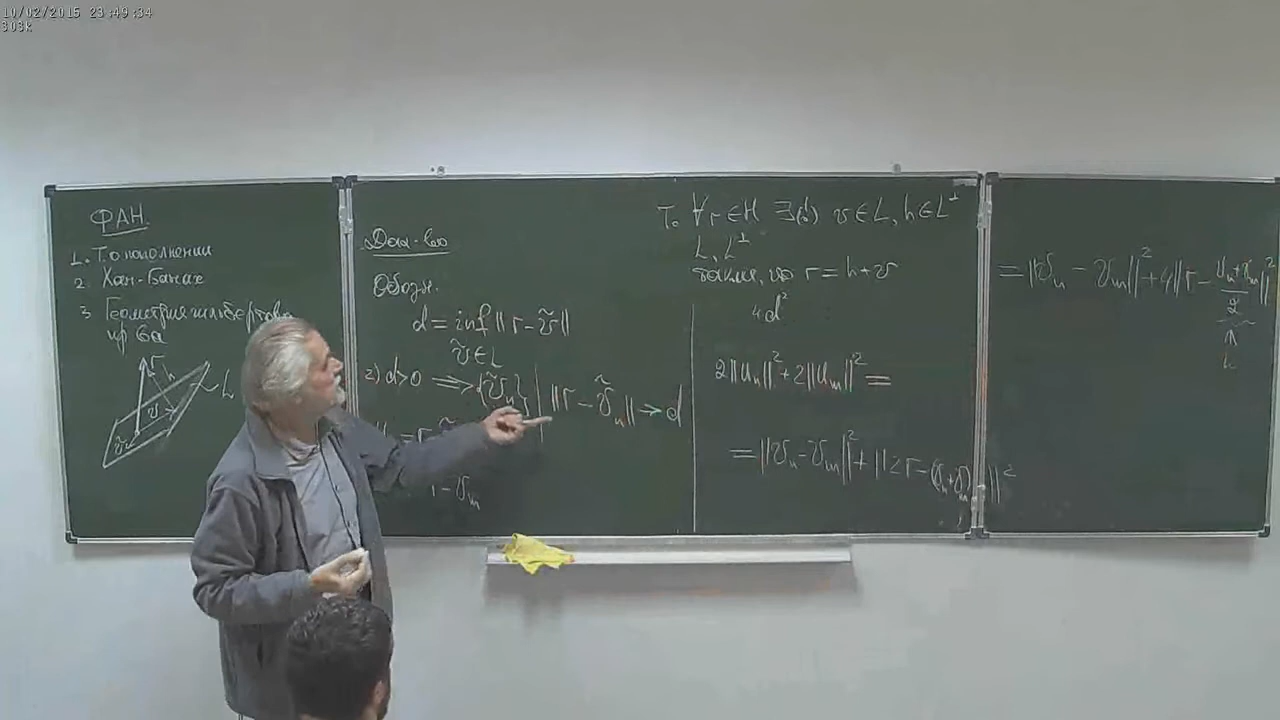 10/02/2015 23:49:34
303k
ФАН.
1. Т. о пополнении
2. Хан-Банах
3. Геометрия гильбертова
пр-ва
r
h
L
v
ṽ
Док-во
Обозн.
d = inf ||r - ṽ||
ṽ ∈ L
2) d>0 ⟹ {ṽₙ} | ||r - ṽₙ|| → d
= r
r - vₘ
Т. ∀ r ∈ H ∃(!) v ∈ L, h ∈ L^⊥
L, L^⊥
такие, что r = h + v
4d²
2||uₙ||² + 2||uₘ||² =
= ||vₙ - vₘ||² + ||2r - (vₙ+vₘ)||²
= ||vₙ - vₘ||² + 4||r - (vₙ+vₘ)/2||²
L